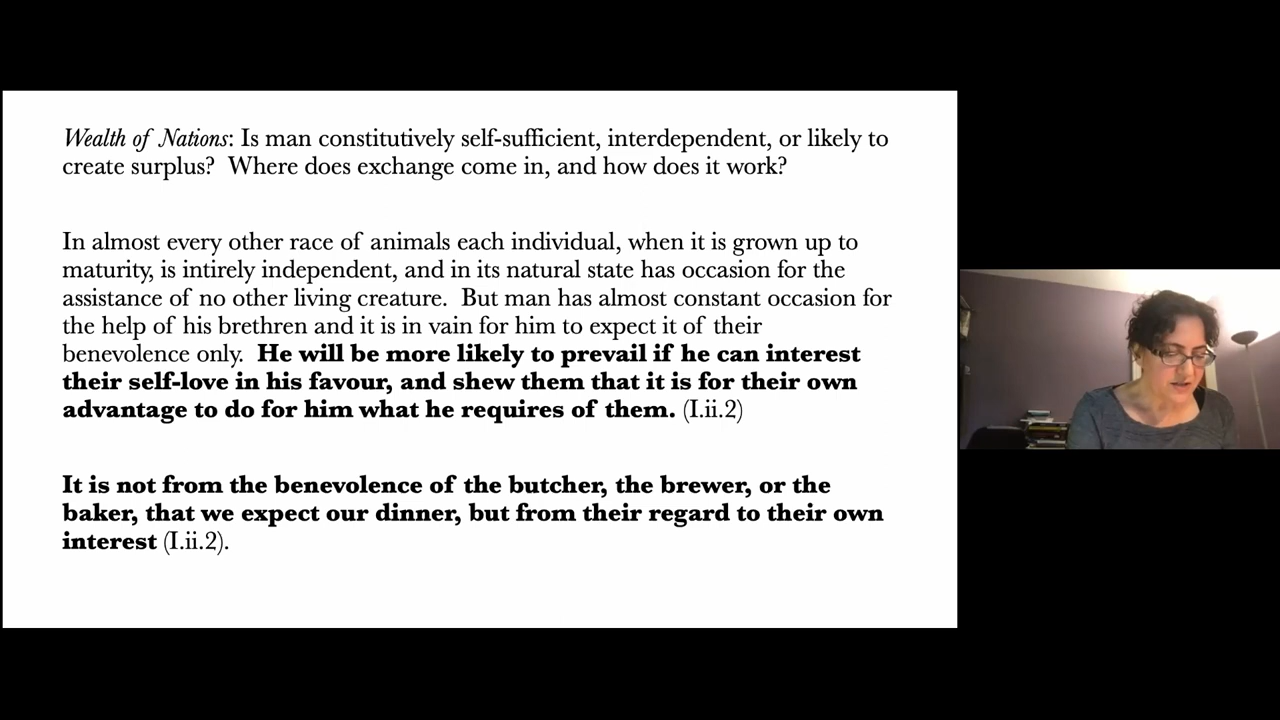 Wealth of Nations: Is man constitutively self-sufficient, interdependent, or likely to
create surplus?  Where does exchange come in, and how does it work?
In almost every other race of animals each individual, when it is grown up to
maturity, is intirely independent, and in its natural state has occasion for the
assistance of no other living creature.  But man has almost constant occasion for
the help of his brethren and it is in vain for him to expect it of their
benevolence only.  He will be more likely to prevail if he can interest
their self-love in his favour, and shew them that it is for their own
advantage to do for him what he requires of them. (I.ii.2)
It is not from the benevolence of the butcher, the brewer, or the
baker, that we expect our dinner, but from their regard to their own
interest (I.ii.2).